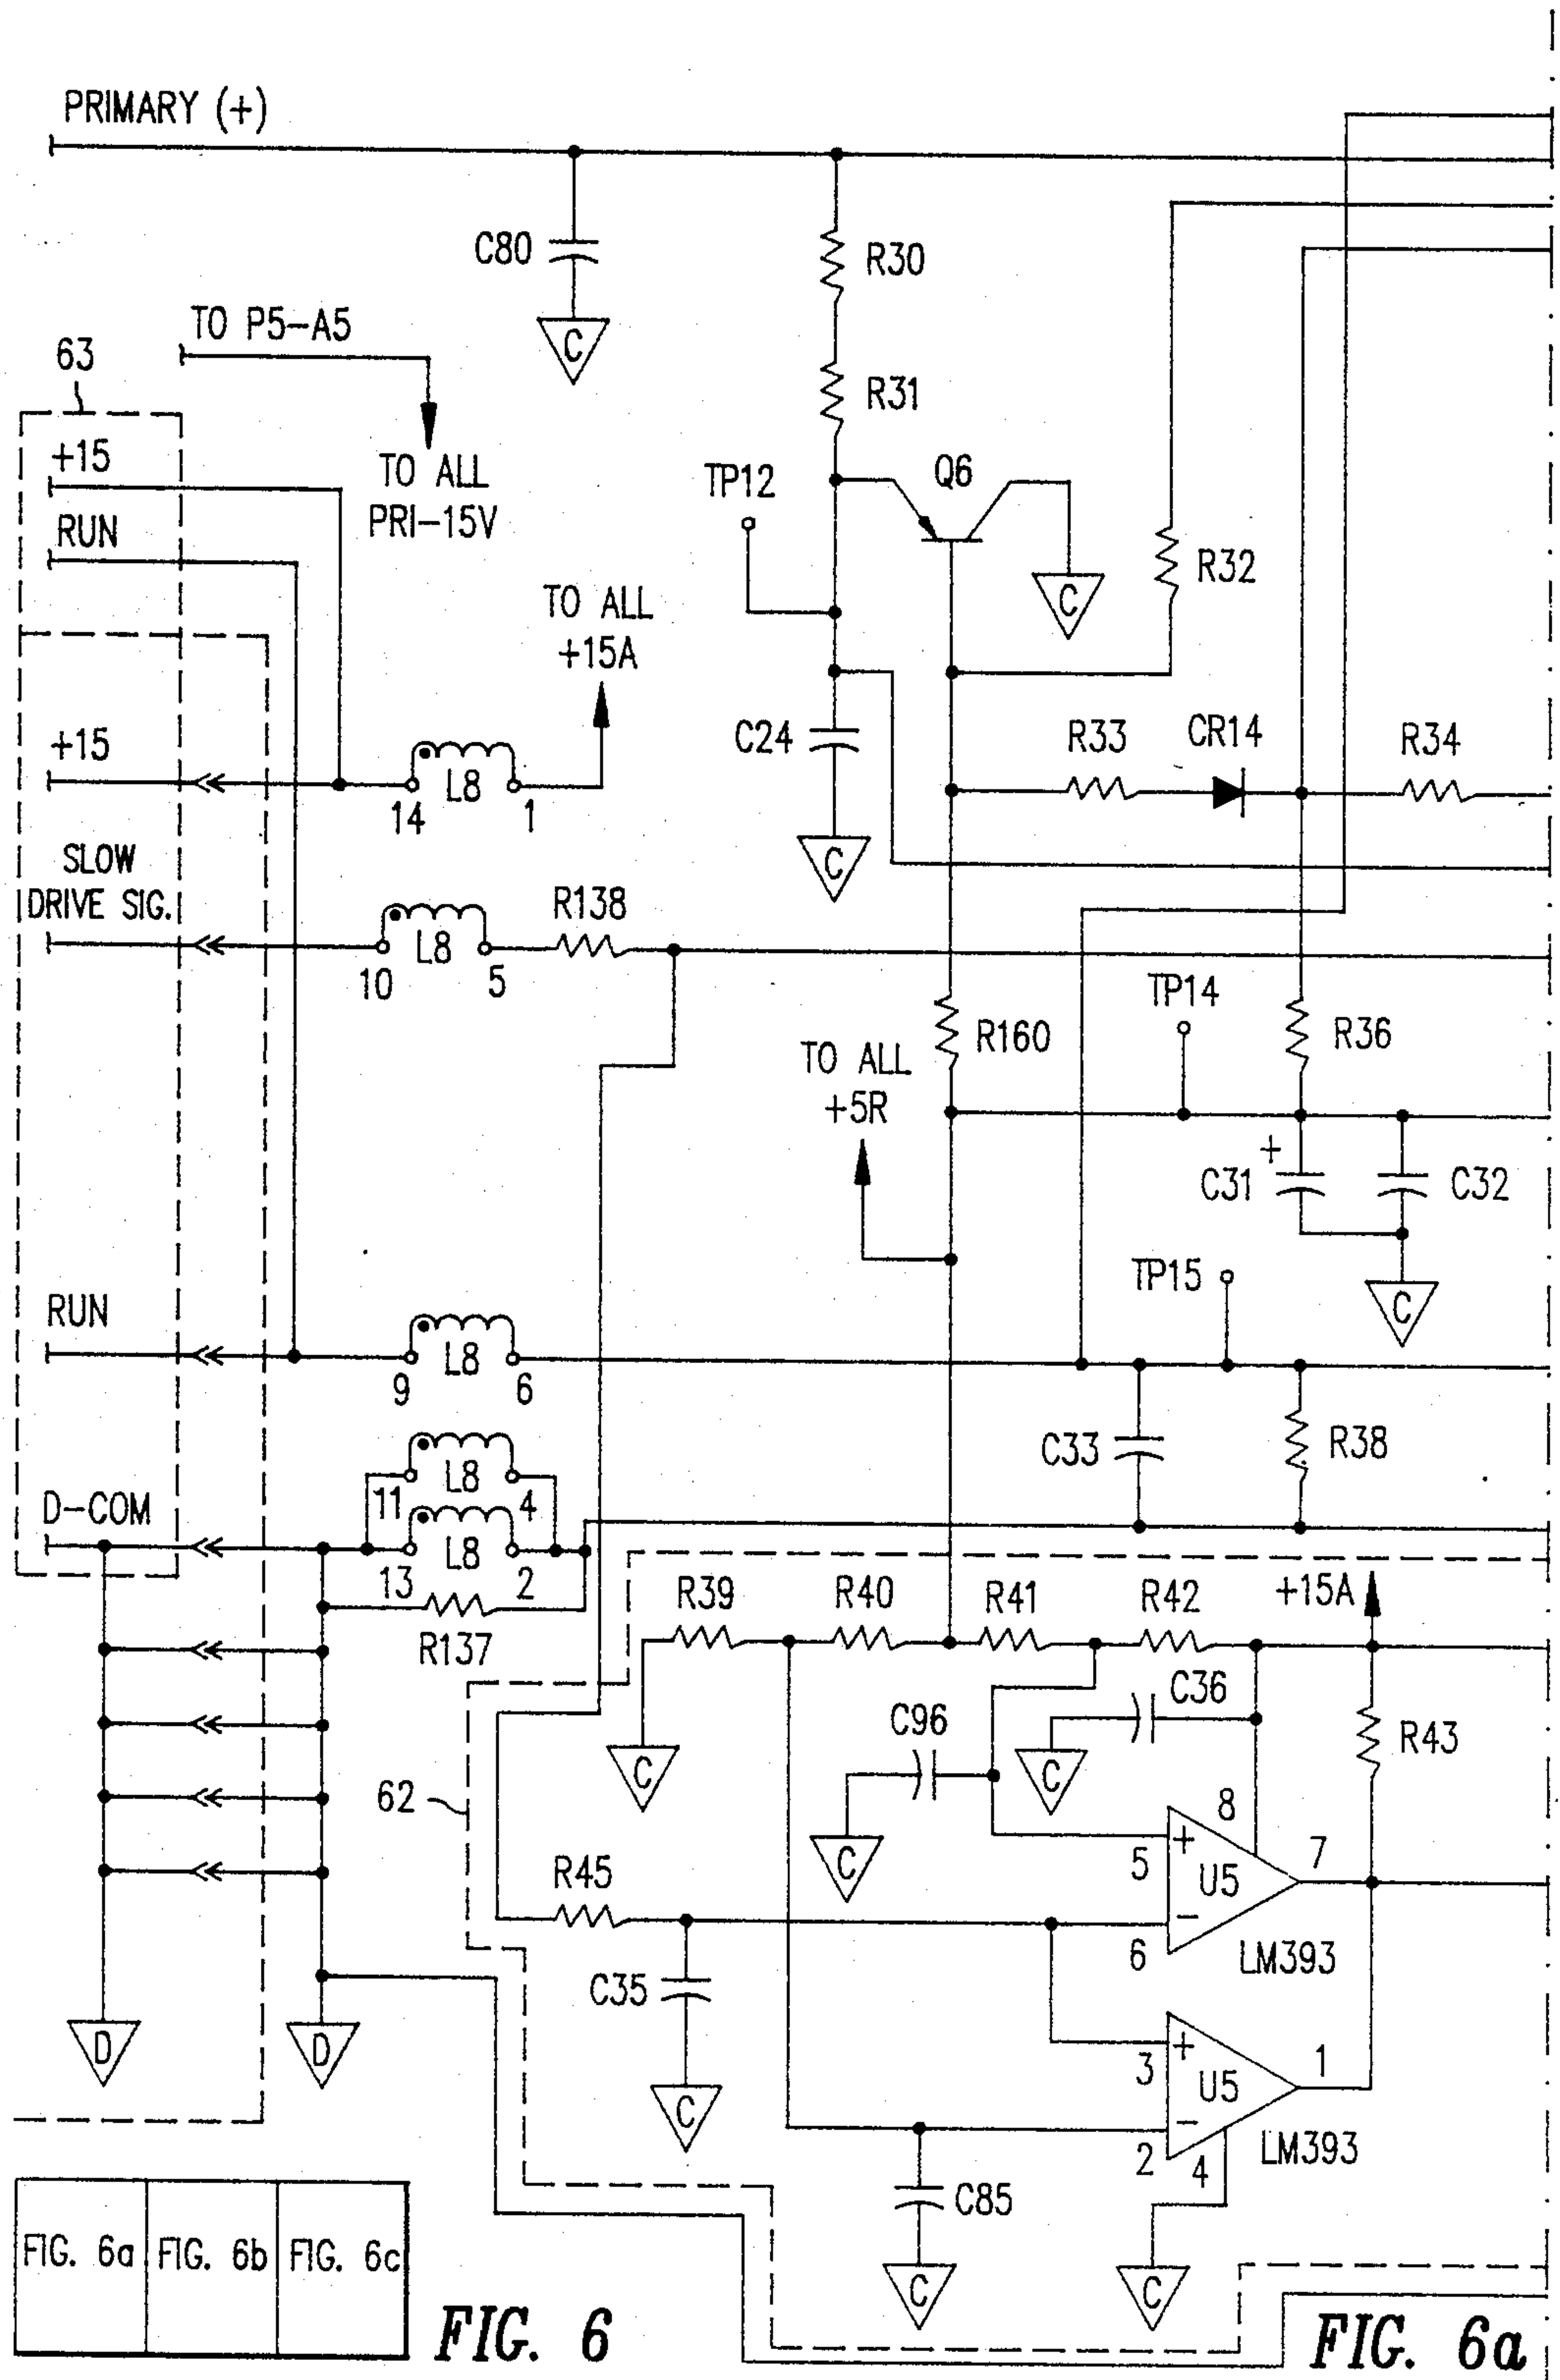 PRIMARY (+)
C80
C
R30
R31
TO P5-A5
63
TO ALL
PRI-15V
+15
RUN
TP12
Q6
C
R32
TO ALL
+15A
+15
14
L8
1
C24
C
R33
CR14
R34
SLOW
DRIVE SIG.
10
L8
5
R138
TO ALL
+5R
R160
TP14
R36
+
C31
C32
C
TP15
RUN
9
L8
6
C33
R38
D-COM
11
L8
4
13
L8
2
R137
R39
R40
R41
R42
+15A
C
C96
C
C36
C
R43
62
R45
C35
C
5
+
8
U5
7
6
-
LM393
3
+
U5
1
2
-
4
LM393
D
D
C85
C
C
FIG. 6a
FIG. 6b
FIG. 6c
FIG. 6
FIG. 6a